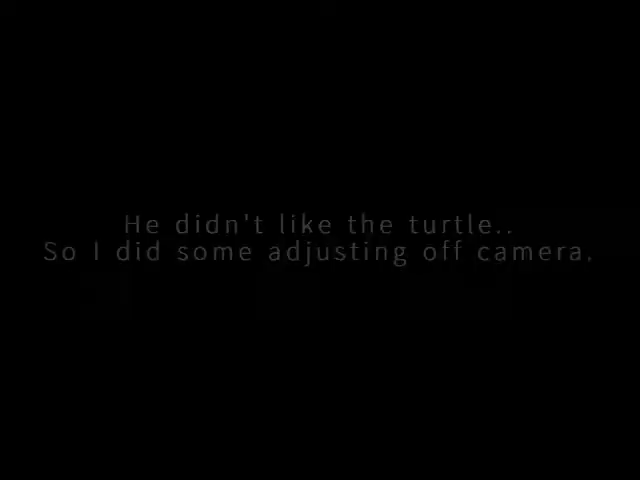 He didn't like the turtle..
So I did some adjusting off camera.